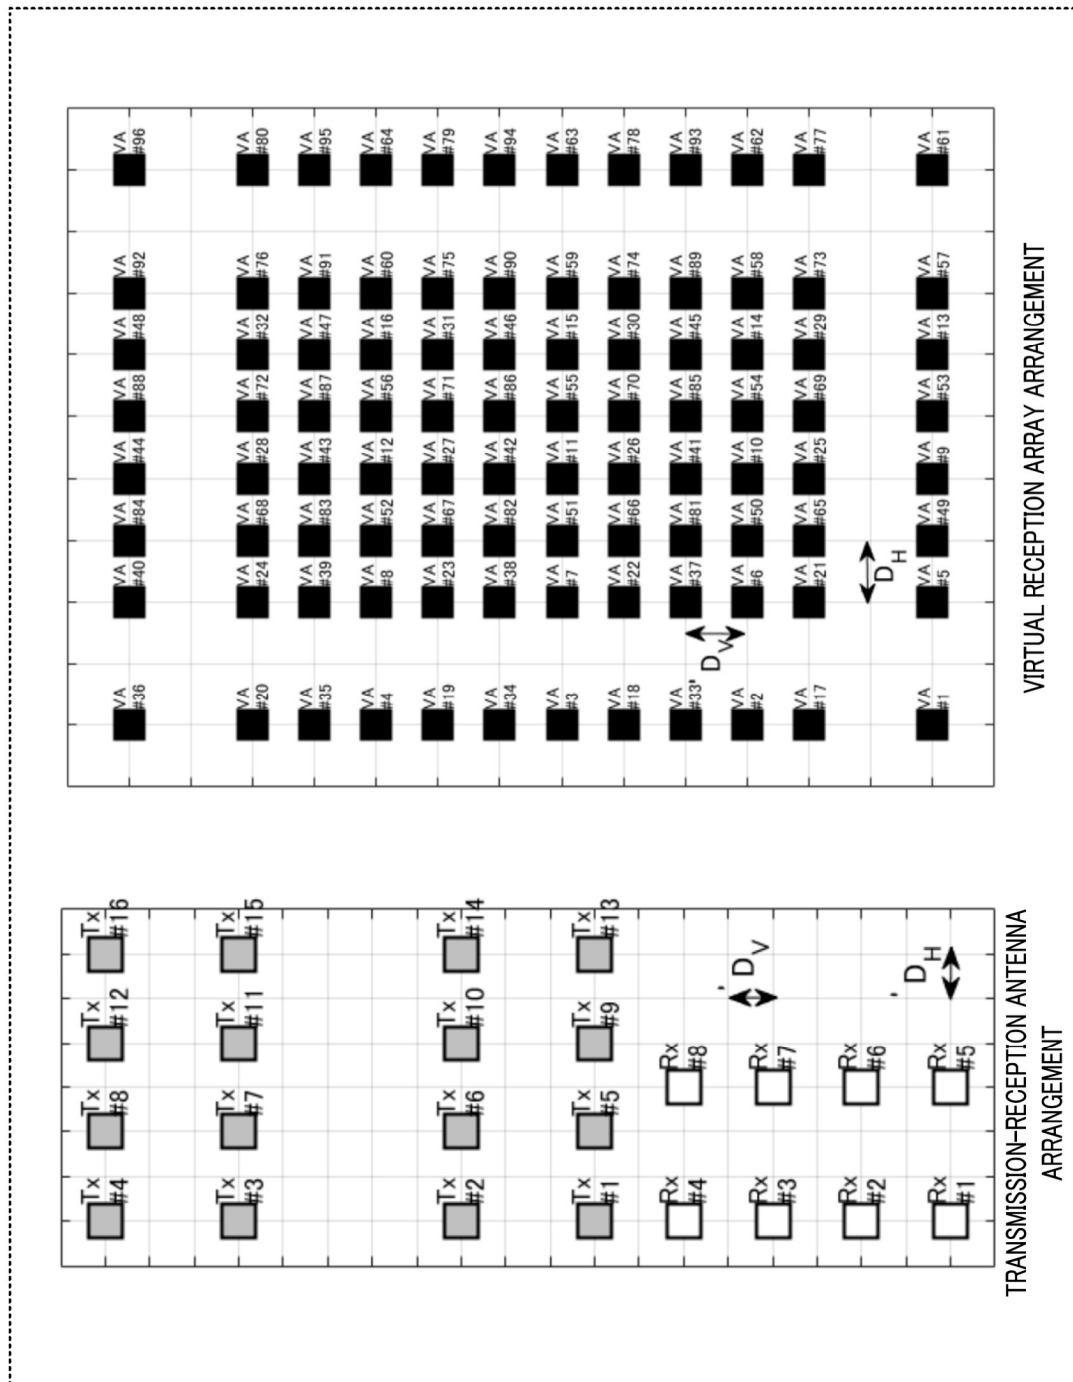 Tx Tx Tx Tx
#4 #8 #12 #16
Tx Tx Tx Tx
#3 #7 #11 #15
Tx Tx Tx Tx
#2 #6 #10 #14
Tx Tx Tx Tx
#1 #5 #9 #13
Rx Rx
#4 #8
Rx Rx
#3 #7
' DV
Rx Rx
#2 #6
' DH
Rx Rx
#1 #5
TRANSMISSION-RECEPTION ANTENNA
ARRANGEMENT
VA VA VA VA VA VA VA VA
#36 #40 #84 #44 #88 #48 #92 #96
VA VA VA VA VA VA VA VA
#20 #24 #68 #28 #72 #32 #76 #80
VA VA VA VA VA VA VA VA
#35 #39 #83 #43 #87 #47 #91 #95
VA VA VA VA VA VA VA VA
#4 #8 #52 #12 #56 #16 #60 #64
VA VA VA VA VA VA VA VA
#19 #23 #67 #27 #71 #31 #75 #79
VA VA VA VA VA VA VA VA
#34 #38 #82 #42 #86 #46 #90 #94
VA VA VA VA VA VA VA VA
#3 #7 #51 #11 #55 #15 #59 #63
VA VA VA VA VA VA VA VA
#18 #22 #66 #26 #70 #30 #74 #78
VA VA VA VA VA VA VA VA
#33 #37 #81 #41 #85 #45 #89 #93
' DV
VA VA VA VA VA VA VA VA
#2 #6 #50 #10 #54 #14 #58 #62
VA VA VA VA VA VA VA VA
#17 #21 #65 #25 #69 #29 #73 #77
DH
VA VA VA VA VA VA VA VA
#1 #5 #49 #9 #53 #13 #57 #61
VIRTUAL RECEPTION ARRAY ARRANGEMENT